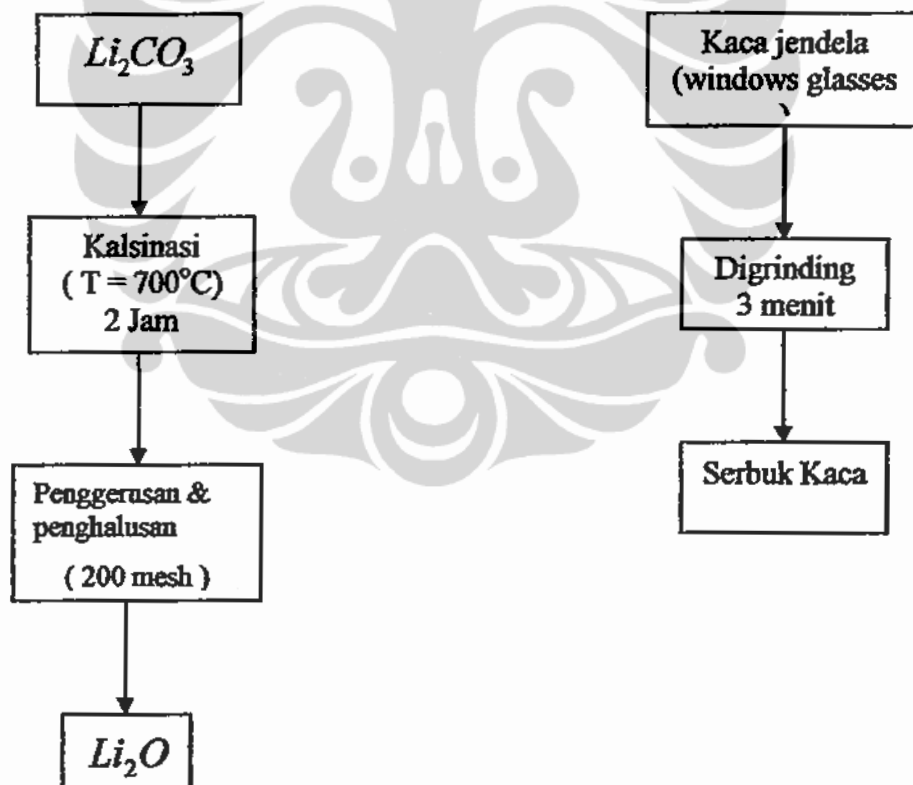 Li₂CO₃
Kalsinasi
( T = 700°C)
2 Jam
Penggerusan &
penghalusan
( 200 mesh )
Li₂O
Kaca jendela
(windows glasses
)
Digrinding
3 menit
Serbuk Kaca